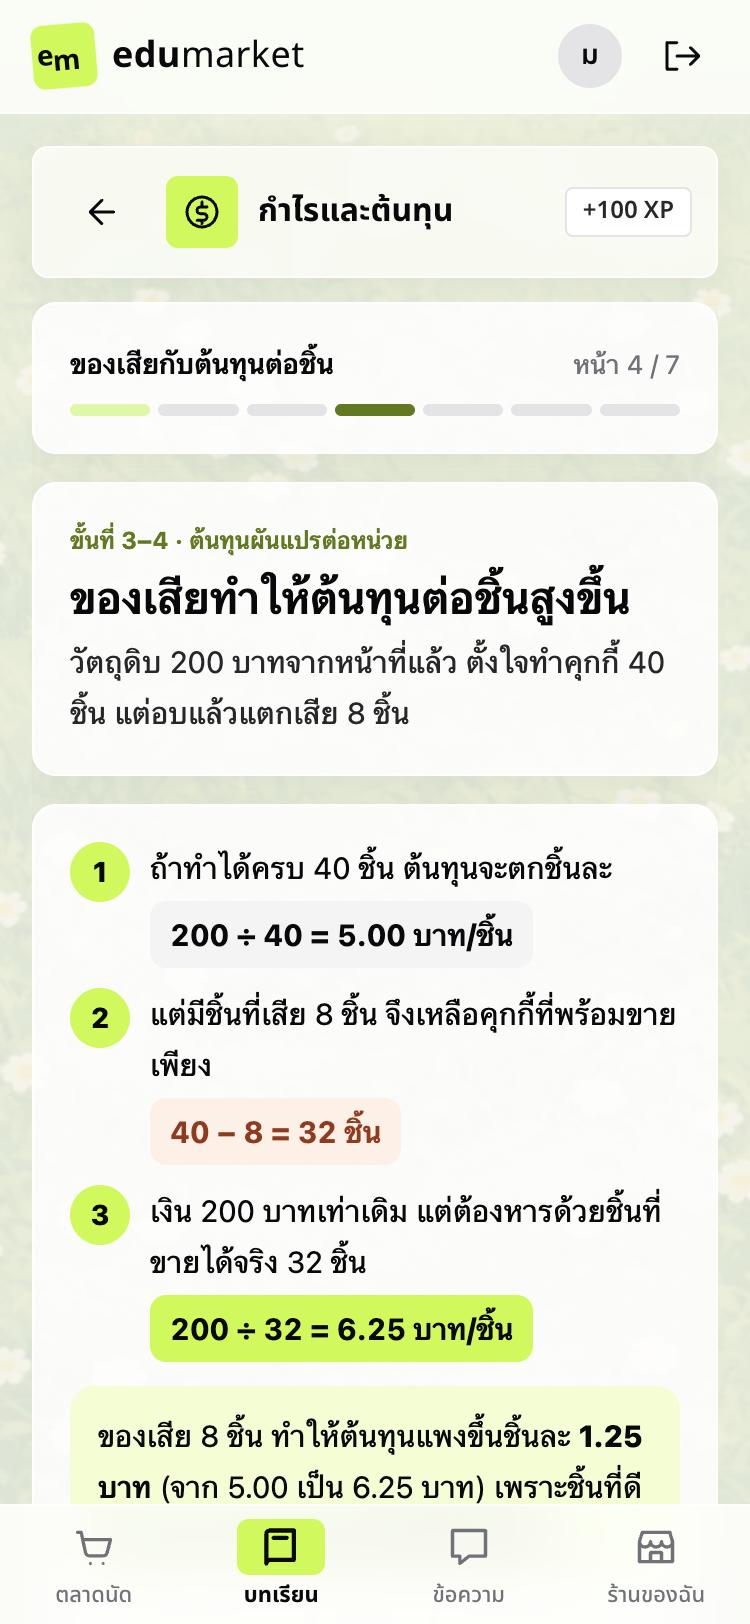 em edumarket ม
กำไรและต้นทุน +100 XP
ของเสียกับต้นทุนต่อชิ้น หน้า 4 / 7
ขั้นที่ 3–4 · ต้นทุนผันแปรต่อหน่วย
ของเสียทำให้ต้นทุนต่อชิ้นสูงขึ้น
วัตถุดิบ 200 บาทจากหน้าที่แล้ว ตั้งใจทำคุกกี้ 40
ชิ้น แต่อบแล้วแตกเสีย 8 ชิ้น
1 ถ้าทำได้ครบ 40 ชิ้น ต้นทุนจะตกชิ้นละ
200 ÷ 40 = 5.00 บาท/ชิ้น
2 แต่มีชิ้นที่เสีย 8 ชิ้น จึงเหลือคุกกี้ที่พร้อมขาย
เพียง
40 − 8 = 32 ชิ้น
3 เงิน 200 บาทเท่าเดิม แต่ต้องหารด้วยชิ้นที่
ขายได้จริง 32 ชิ้น
200 ÷ 32 = 6.25 บาท/ชิ้น
ของเสีย 8 ชิ้น ทำให้ต้นทุนแพงขึ้นชิ้นละ 1.25
บาท (จาก 5.00 เป็น 6.25 บาท) เพราะชิ้นที่ดี
ตลาดนัด บทเรียน ข้อความ ร้านของฉัน